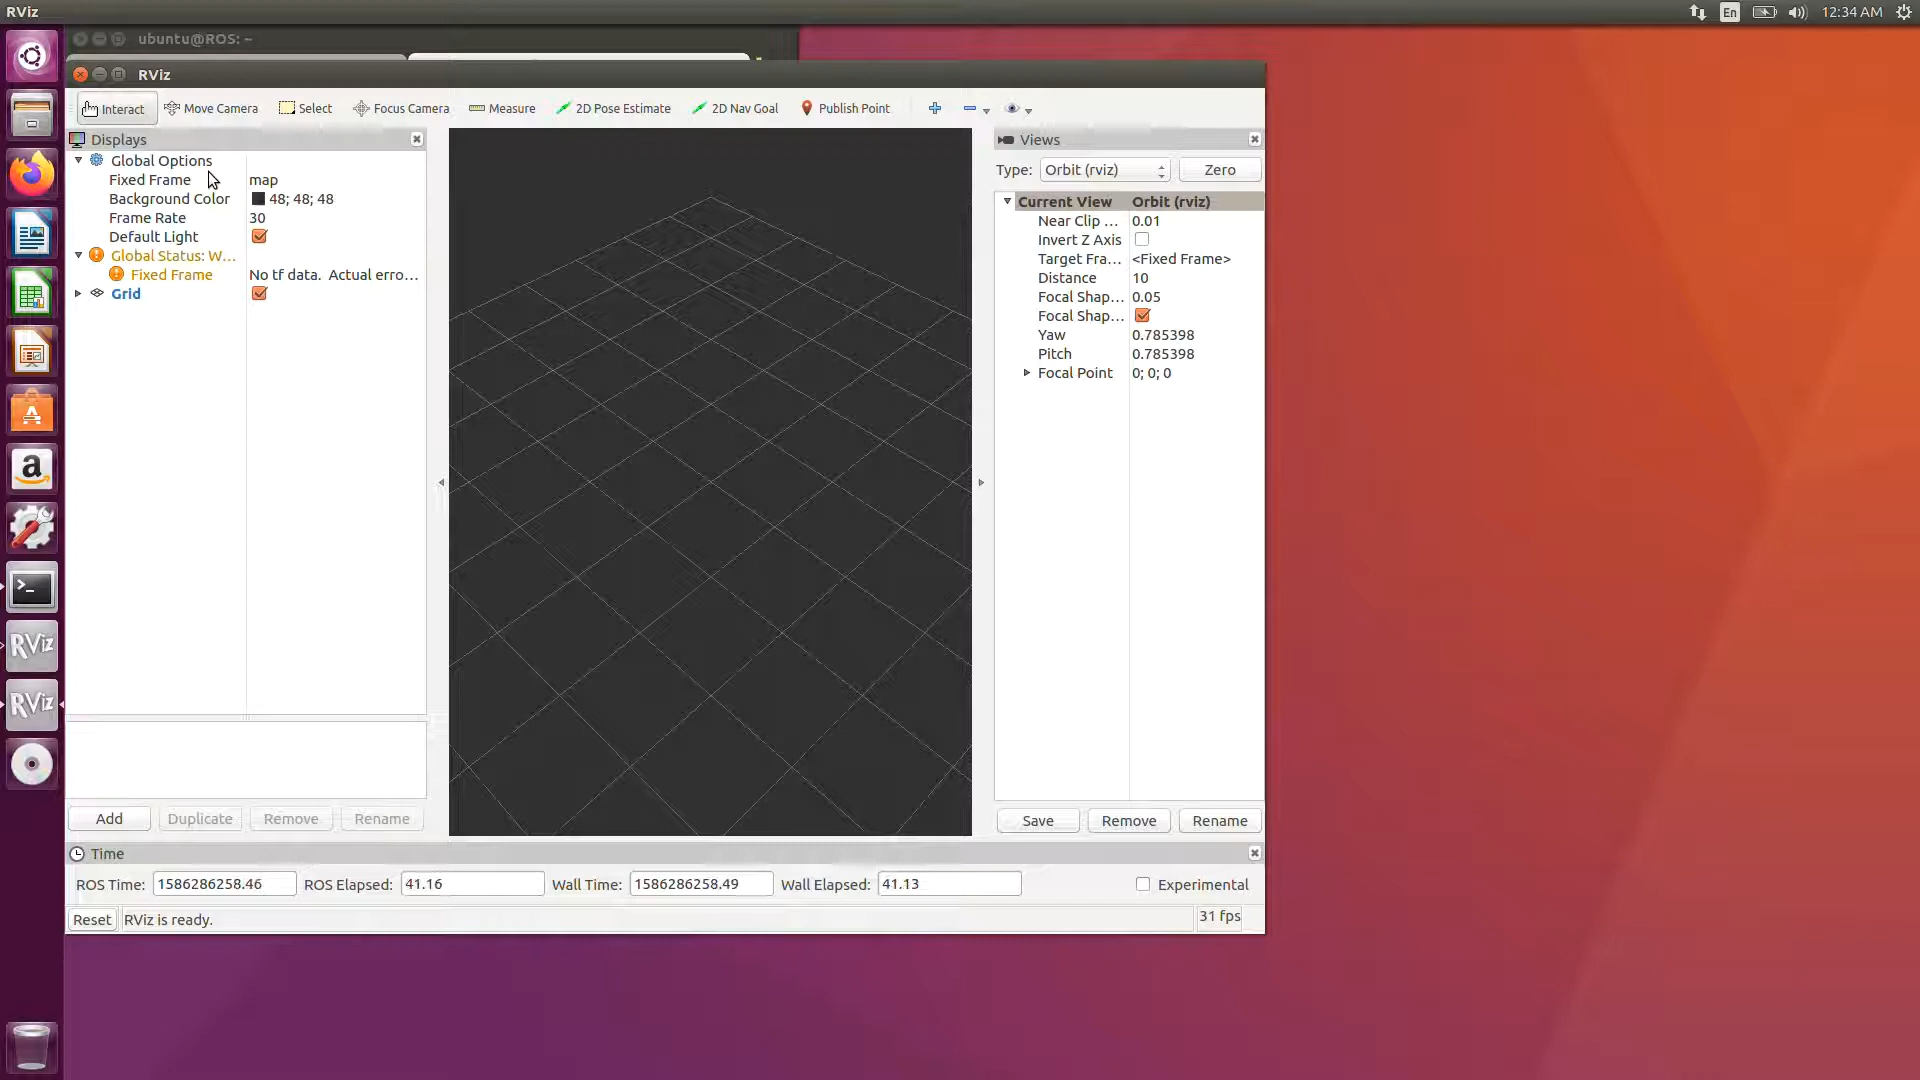 RViz
En
12:34 AM
ubuntu@ROS: ~
RViz
Interact
Move Camera
Select
Focus Camera
Measure
2D Pose Estimate
2D Nav Goal
Publish Point
Displays
Global Options
Fixed Frame map
Background Color 48; 48; 48
Frame Rate 30
Default Light
Global Status: W...
Fixed Frame No tf data. Actual erro...
Grid
Add
Duplicate
Remove
Rename
Views
Type: Orbit (rviz) Zero
Current View Orbit (rviz)
Near Clip ... 0.01
Invert Z Axis
Target Fra... <Fixed Frame>
Distance 10
Focal Shap... 0.05
Focal Shap...
Yaw 0.785398
Pitch 0.785398
Focal Point 0; 0; 0
Save
Remove
Rename
Time
ROS Time: 1586286258.46 ROS Elapsed: 41.16 Wall Time: 1586286258.49 Wall Elapsed: 41.13 Experimental
Reset RViz is ready. 31 fps
RViz
RViz